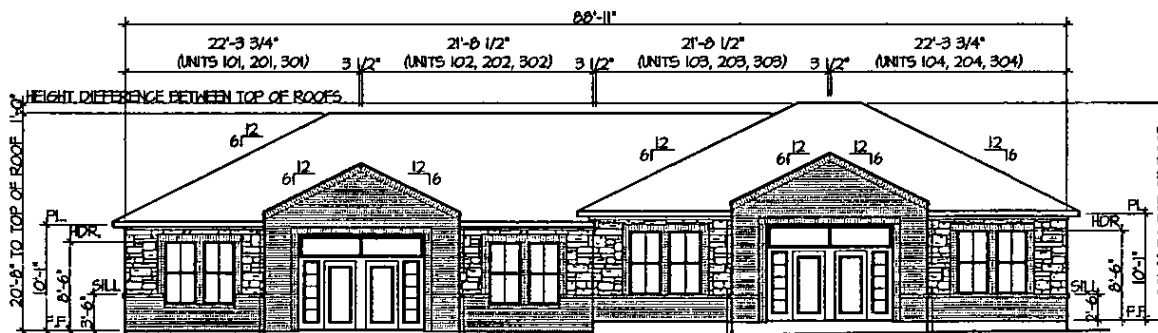 88'-11"
22'-3 3/4" 21'-8 1/2" 21'-8 1/2" 22'-3 3/4"
(UNITS 101, 201, 301) 3 1/2" (UNITS 102, 202, 302) 3 1/2" (UNITS 103, 203, 303) 3 1/2" (UNITS 104, 204, 304)
HEIGHT DIFFERENCE BETWEEN TOP OF ROOFS
1'-0"
20'-8" TO TOP OF ROOF
12
6
12
6
12
6
12
6
12
6
12
6
12
6
PL.
HDR.
SILL
F.F.
10'-1"
8'-6"
3'-6"
PL.
HDR.
SILL
F.F.
2'-6"
8'-6"
10'-1"